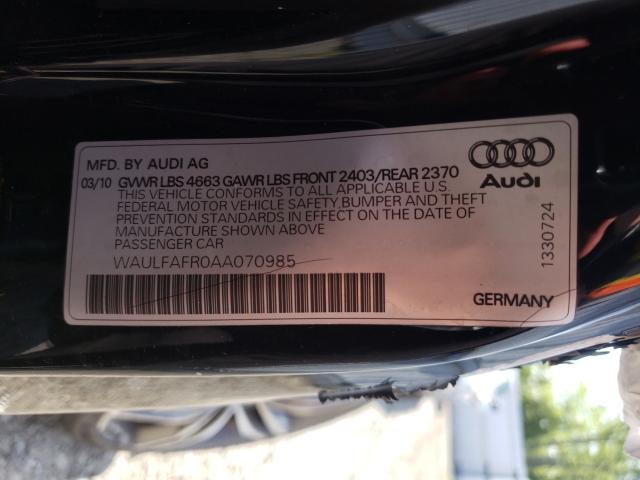 MFD. BY AUDI AG
03/10 GVWR LBS 4663 GAWR LBS FRONT 2403/REAR 2370
THIS VEHICLE CONFORMS TO ALL APPLICABLE U.S.
FEDERAL MOTOR VEHICLE SAFETY, BUMPER AND THEFT
PREVENTION STANDARDS IN EFFECT ON THE DATE OF
MANUFACTURE SHOWN ABOVE
PASSENGER CAR
WAULFAFR0AA070985
Audi
1330724
GERMANY